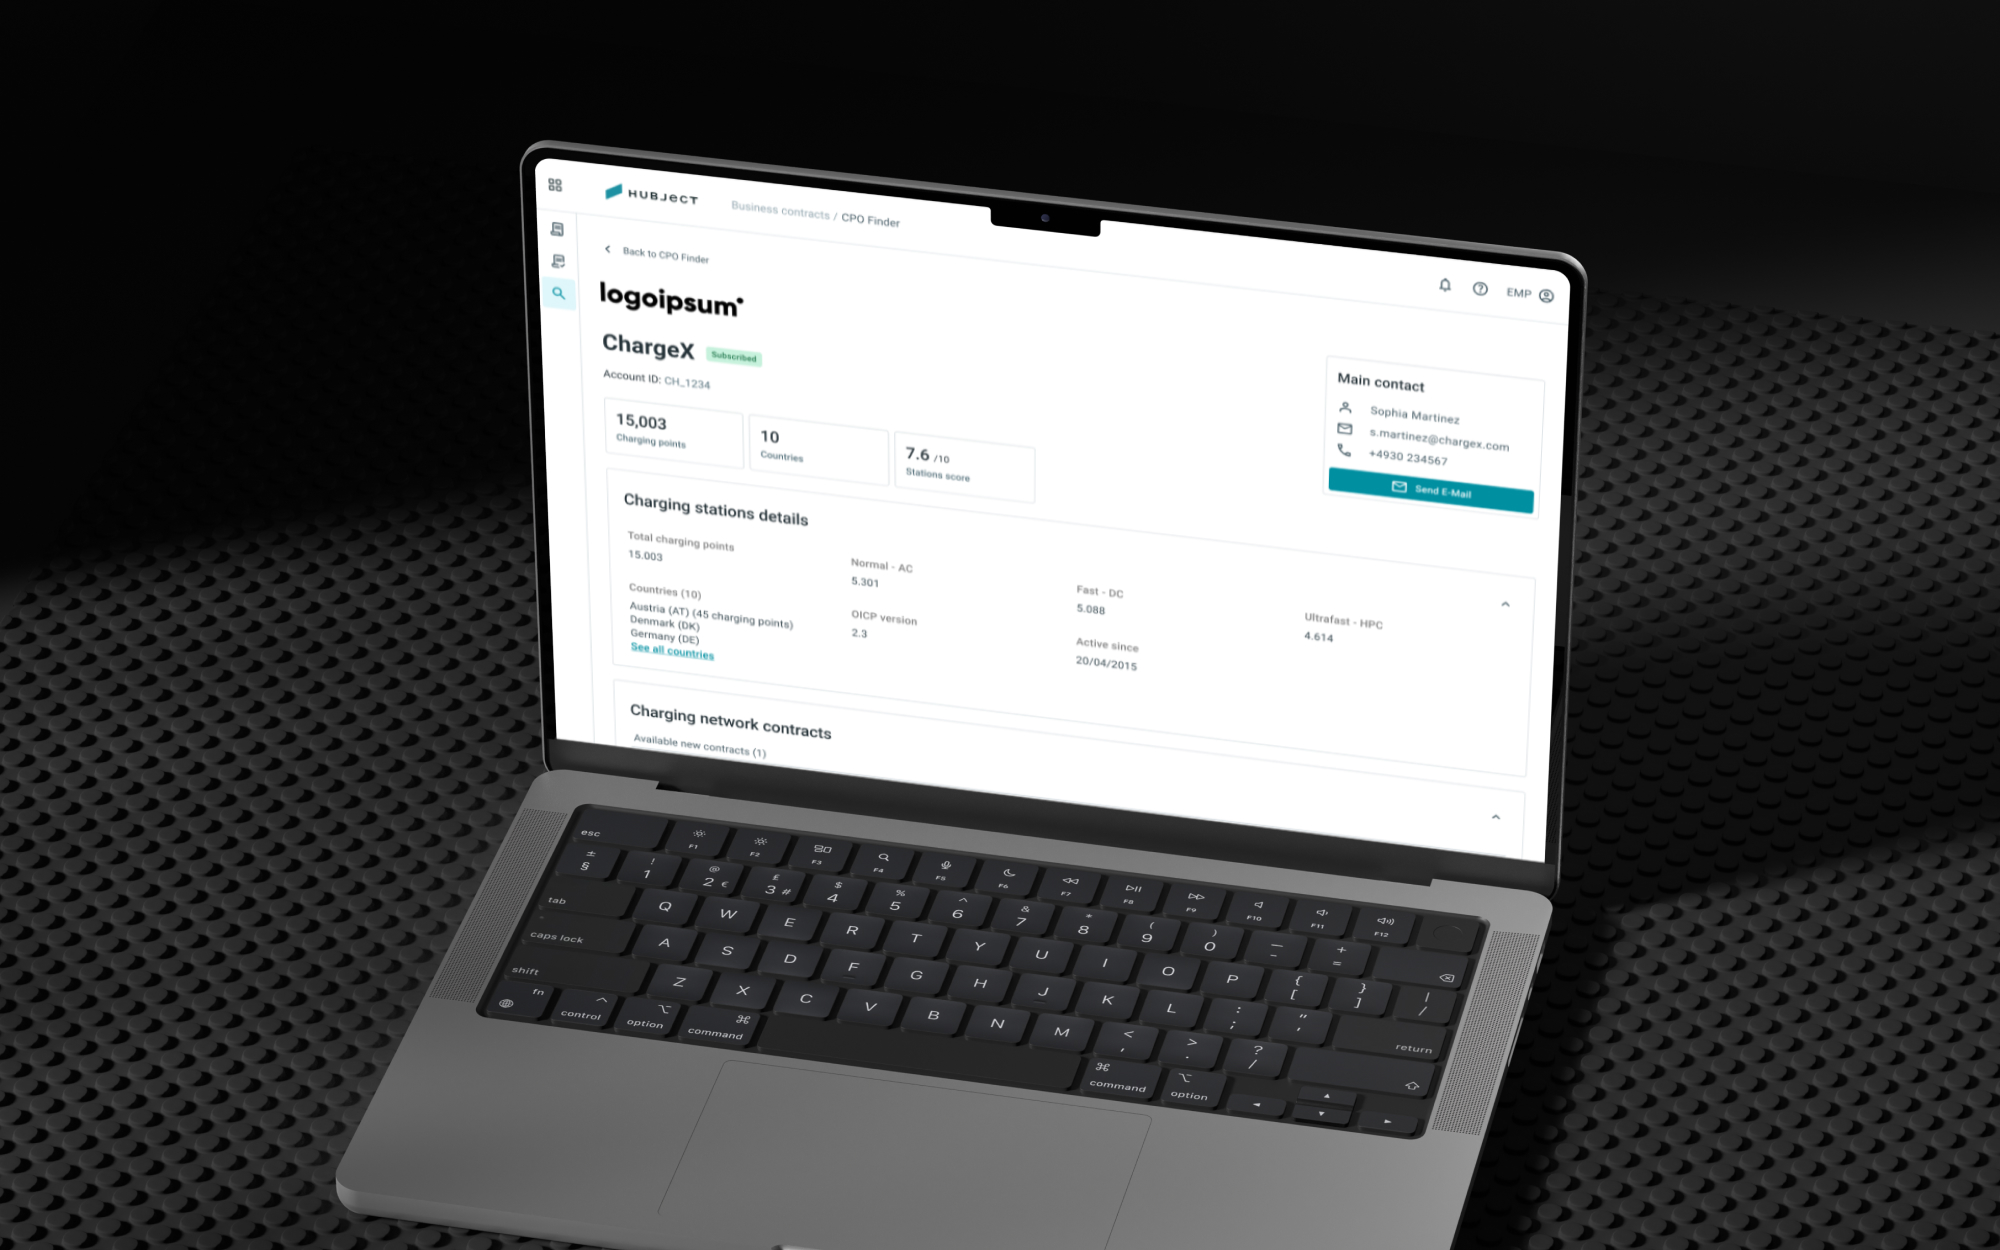 HUBJECT
Business contracts / CPO Finder
EMP
Back to CPO Finder
logoipsum
ChargeX
Subscribed
Account ID: CH_1234
15,003
Charging points
10
Countries
7.6 /10
Stations score
Main contact
Sophia Martinez
s.martinez@chargex.com
+4930 234567
Send E-Mail
Charging stations details
Total charging points
15.003
Normal - AC
5.301
Fast - DC
5.088
Ultrafast - HPC
4.614
Countries (10)
Austria (AT) (45 charging points)
Denmark (DK)
Germany (DE)
See all countries
OICP version
2.3
Active since
20/04/2015
Charging network contracts
Available new contracts (1)
esc F1 F2 F3 F4 F5 F6 F7 F8 F9 F10 F11 F12
± ! @ £ $ % ^ & * ( ) — +
§ 1 2 € 3 # 4 5 6 7 8 9 0 - =
tab Q W E R T Y U I O P { [ } ] | /
caps lock A S D F G H J K L : ; " ' return
shift Z X C V B N M < , > . ? /
fn control option ⌘ command ⌘ command option